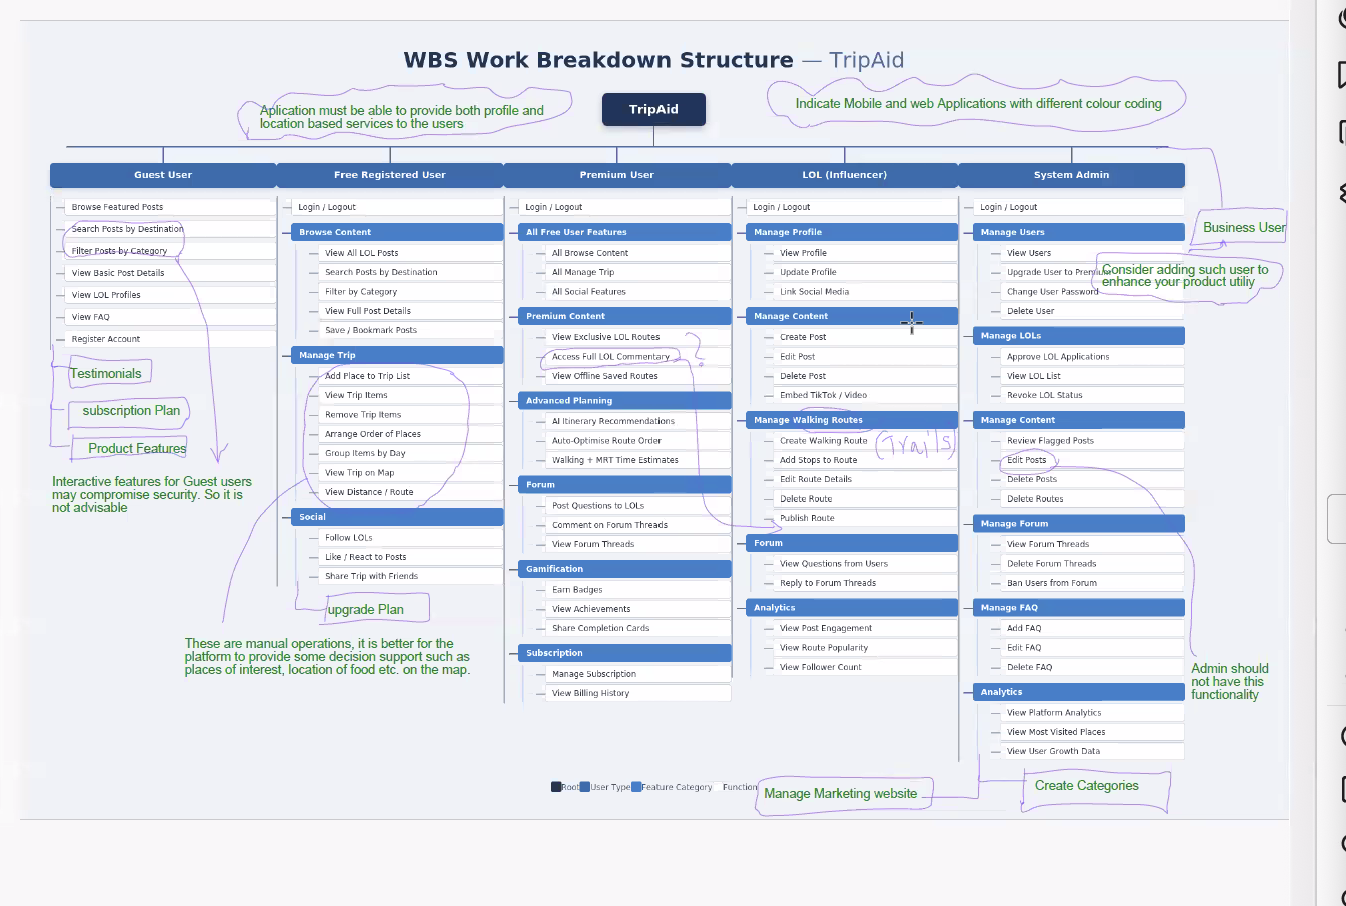 WBS Work Breakdown Structure — TripAid
Aplication must be able to provide both profile and
location based services to the users
TripAid
Indicate Mobile and web Applications with different colour coding
Guest User
Browse Featured Posts
Search Posts by Destination
Filter Posts by Category
View Basic Post Details
View LOL Profiles
View FAQ
Register Account
Testimonials
subscription Plan
Product Features
Interactive features for Guest users
may compromise security. So it is
not advisable
Free Registered User
Login / Logout
Browse Content
View All LOL Posts
Search Posts by Destination
Filter by Category
View Full Post Details
Save / Bookmark Posts
Manage Trip
Add Place to Trip List
View Trip Items
Remove Trip Items
Arrange Order of Places
Group Items by Day
View Trip on Map
View Distance / Route
Social
Follow LOLs
Like / React to Posts
Share Trip with Friends
upgrade Plan
These are manual operations, it is better for the
platform to provide some decision support such as
places of interest, location of food etc. on the map.
Premium User
Login / Logout
All Free User Features
All Browse Content
All Manage Trip
All Social Features
Premium Content
View Exclusive LOL Routes
Access Full LOL Commentary
?
View Offline Saved Routes
Advanced Planning
AI Itinerary Recommendations
Auto-Optimise Route Order
Walking + MRT Time Estimates
Forum
Post Questions to LOLs
Comment on Forum Threads
View Forum Threads
Gamification
Earn Badges
View Achievements
Share Completion Cards
Subscription
Manage Subscription
View Billing History
LOL (Influencer)
Login / Logout
Manage Profile
View Profile
Update Profile
Link Social Media
Manage Content
Create Post
Edit Post
Delete Post
Embed TikTok / Video
Manage Walking Routes
(Trails)
Create Walking Route
Add Stops to Route
Edit Route Details
Delete Route
Publish Route
Forum
View Questions from Users
Reply to Forum Threads
Analytics
View Post Engagement
View Route Popularity
View Follower Count
System Admin
Login / Logout
Manage Users
View Users
Upgrade User to Premium
Change User Password
Delete User
Manage LOLs
Approve LOL Applications
View LOL List
Revoke LOL Status
Manage Content
Review Flagged Posts
Edit Posts
Delete Posts
Delete Routes
Manage Forum
View Forum Threads
Delete Forum Threads
Ban Users from Forum
Manage FAQ
Add FAQ
Edit FAQ
Delete FAQ
Analytics
View Platform Analytics
View Most Visited Places
View User Growth Data
Business User
Consider adding such user to
enhance your product utiliy
Admin should
not have this
functionality
Root User Type Feature Category Function
Manage Marketing website
Create Categories